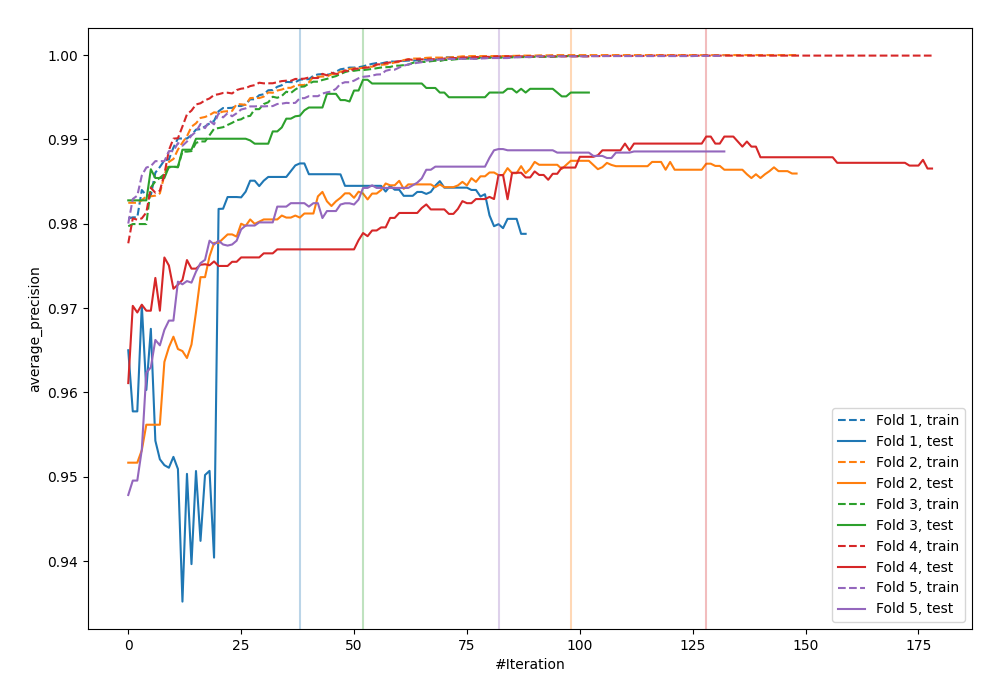 1.00
0.99
0.98
0.97
0.96
0.95
0.94
average_precision
0 25 50 75 100 125 150 175
#Iteration
Fold 1, train
Fold 1, test
Fold 2, train
Fold 2, test
Fold 3, train
Fold 3, test
Fold 4, train
Fold 4, test
Fold 5, train
Fold 5, test